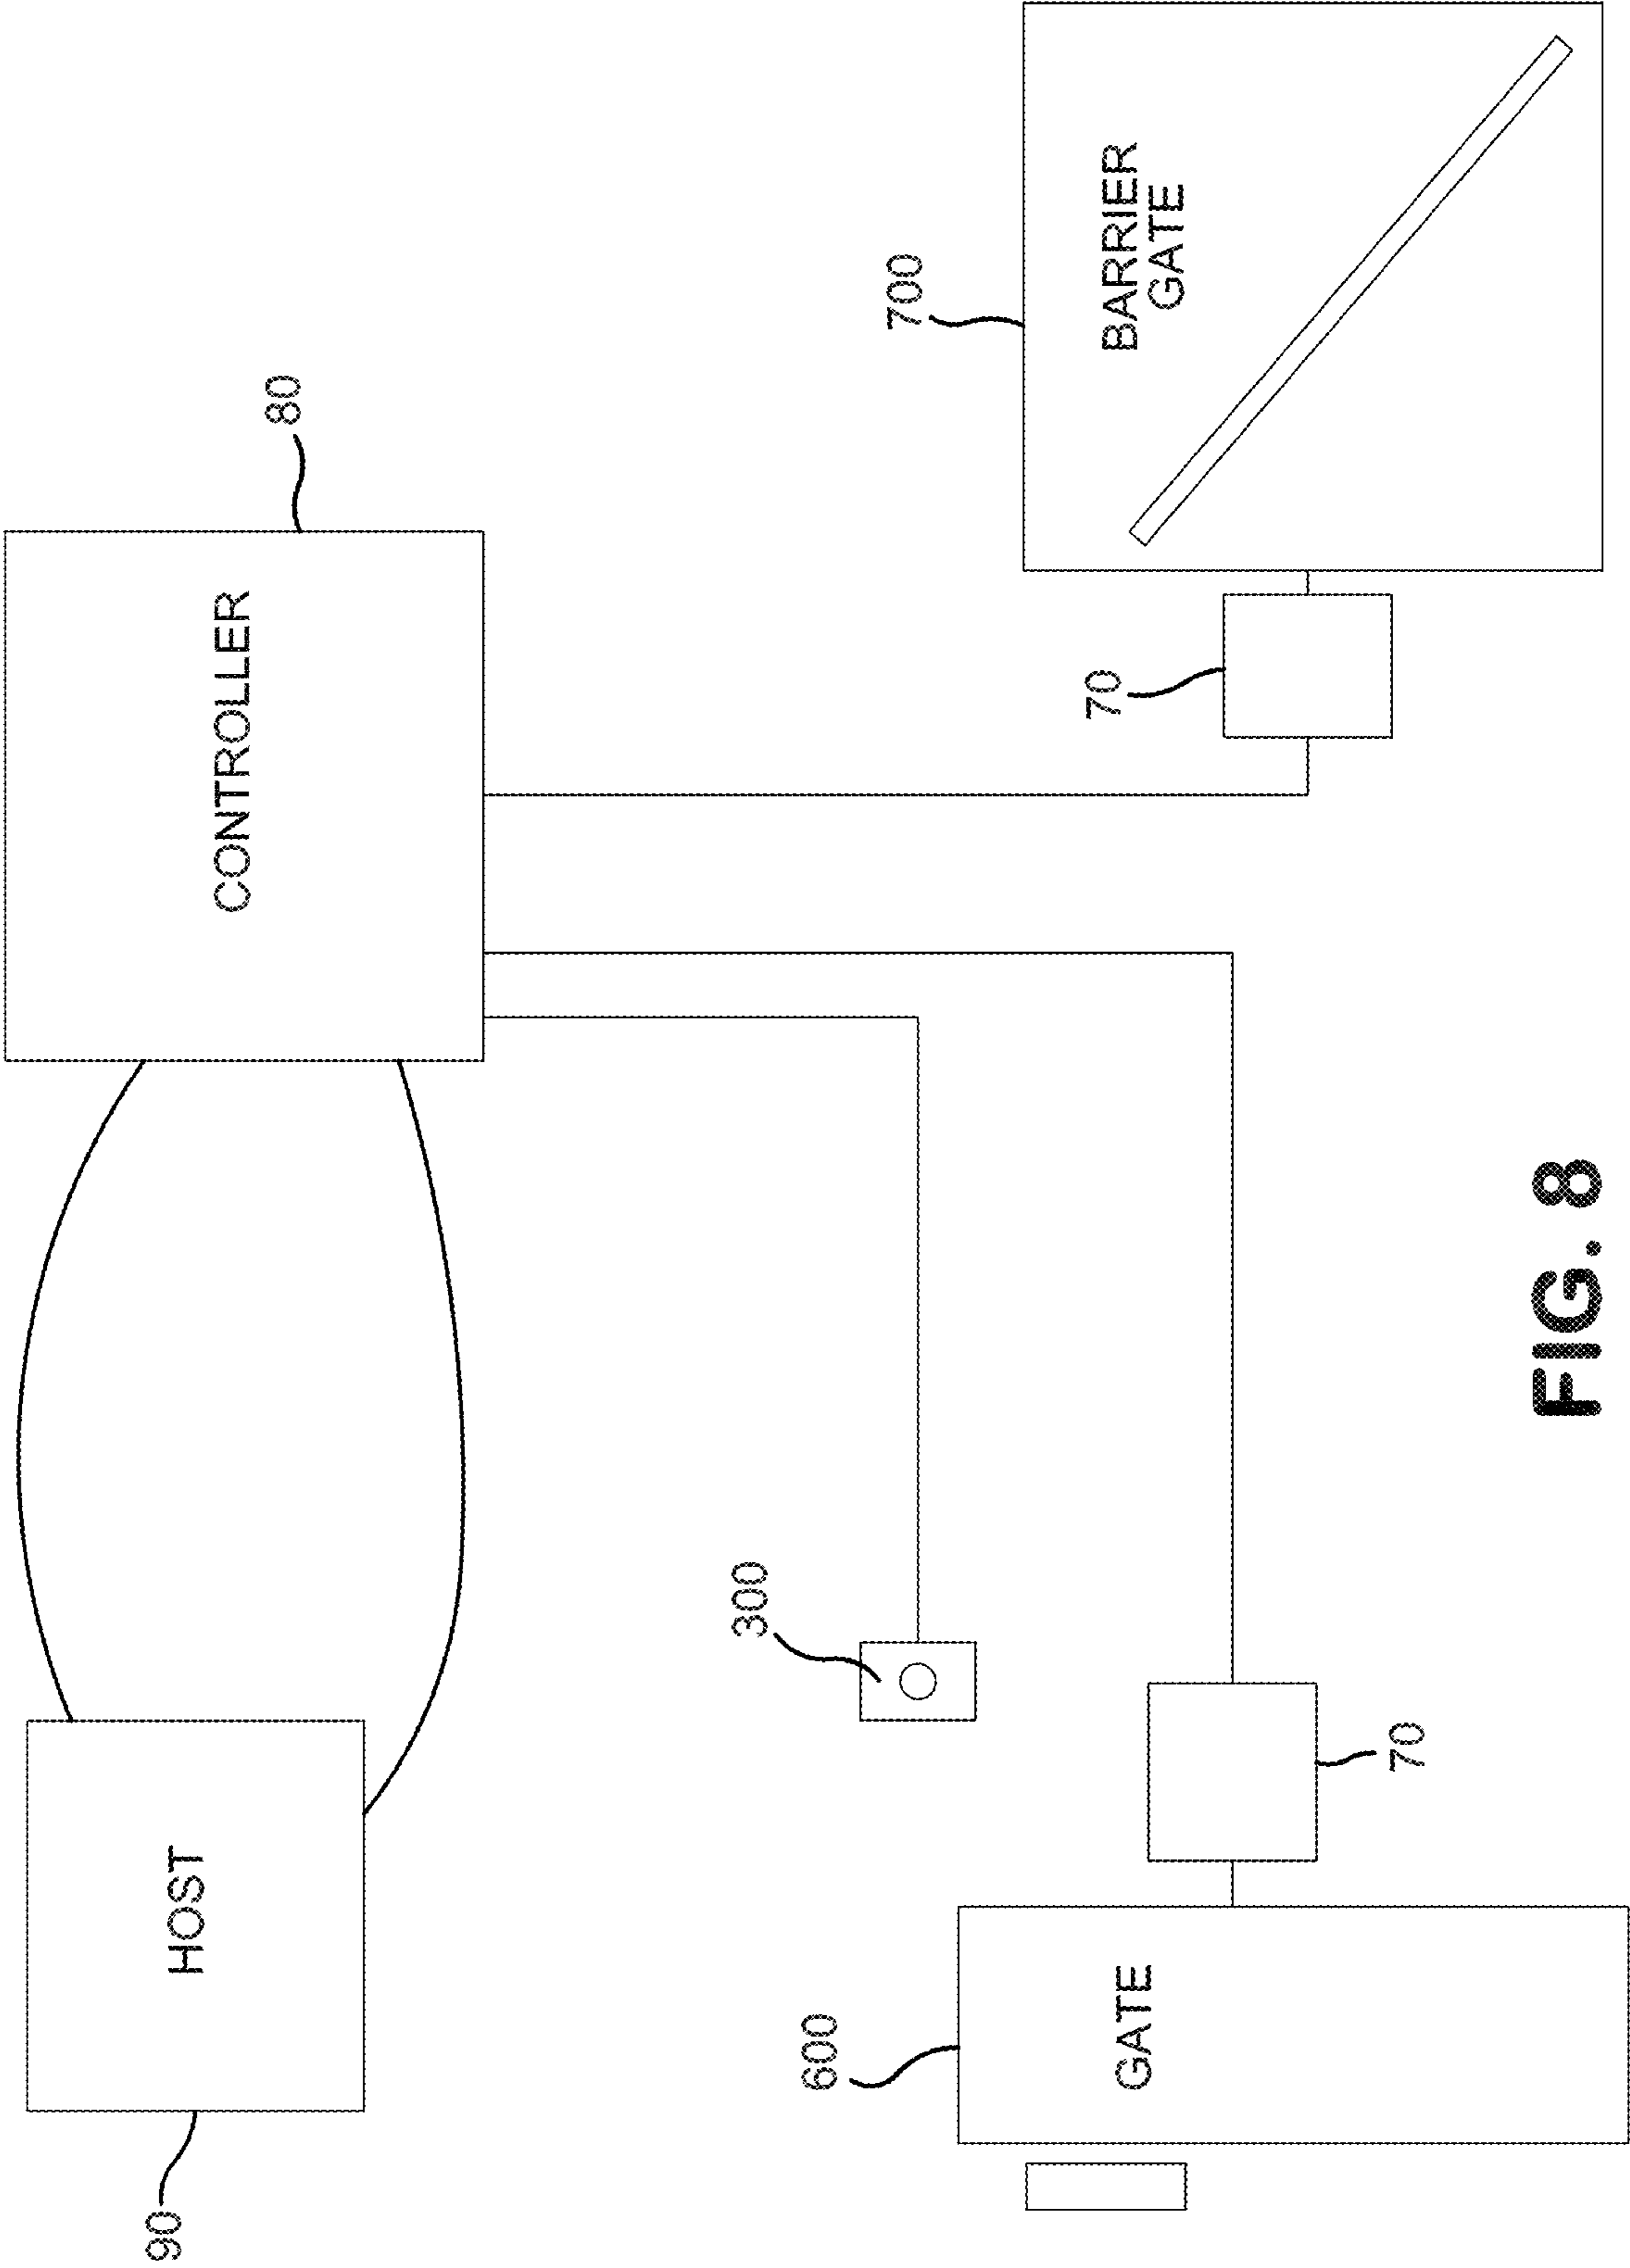 90
HOST
CONTROLLER
80
300
600
GATE
70
70
700
BARRIER
GATE
FIG. 8